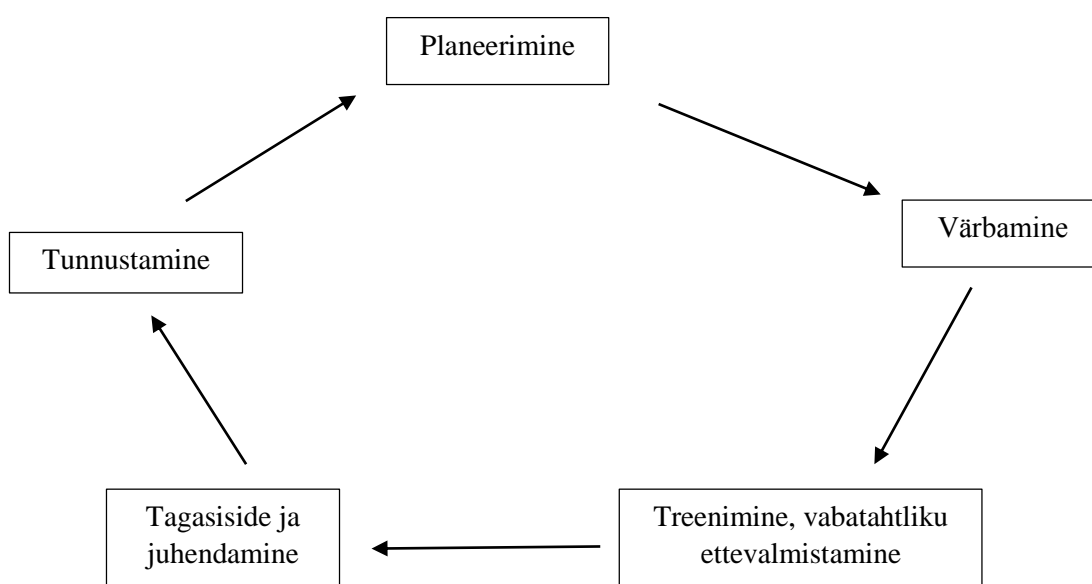 Planeerimine
Värbamine
Tunnustamine
Tagasiside ja
juhendamine
Treenimine, vabatahtliku
ettevalmistamine